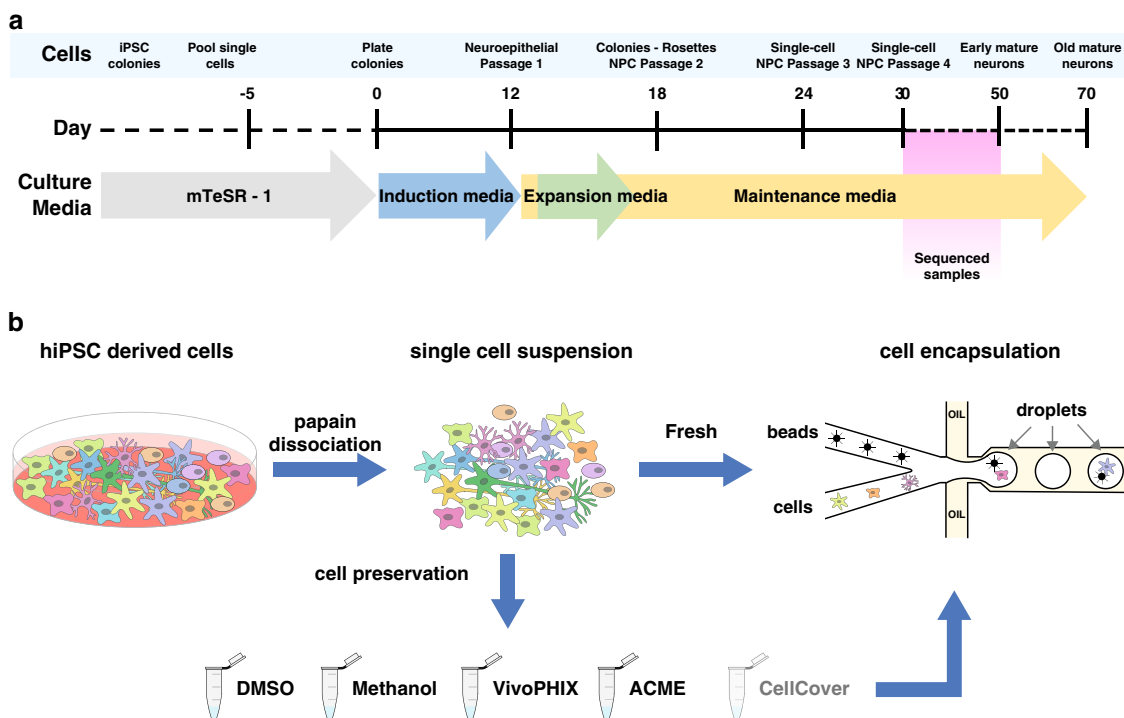 a
Cells
iPSC
colonies
Pool single
cells
Plate
colonies
Neuroepithelial
Passage 1
Colonies - Rosettes
NPC Passage 2
Single-cell
NPC Passage 3
Single-cell
NPC Passage 4
Early mature
neurons
Old mature
neurons
-5
0
12
18
24
30
50
70
Day
Culture
Media
mTeSR - 1
Induction media
Expansion media
Maintenance media
Sequenced
samples
b
hiPSC derived cells
single cell suspension
cell encapsulation
papain
dissociation
Fresh
beads
cells
OIL
OIL
droplets
cell preservation
DMSO
Methanol
VivoPHIX
ACME
CellCover